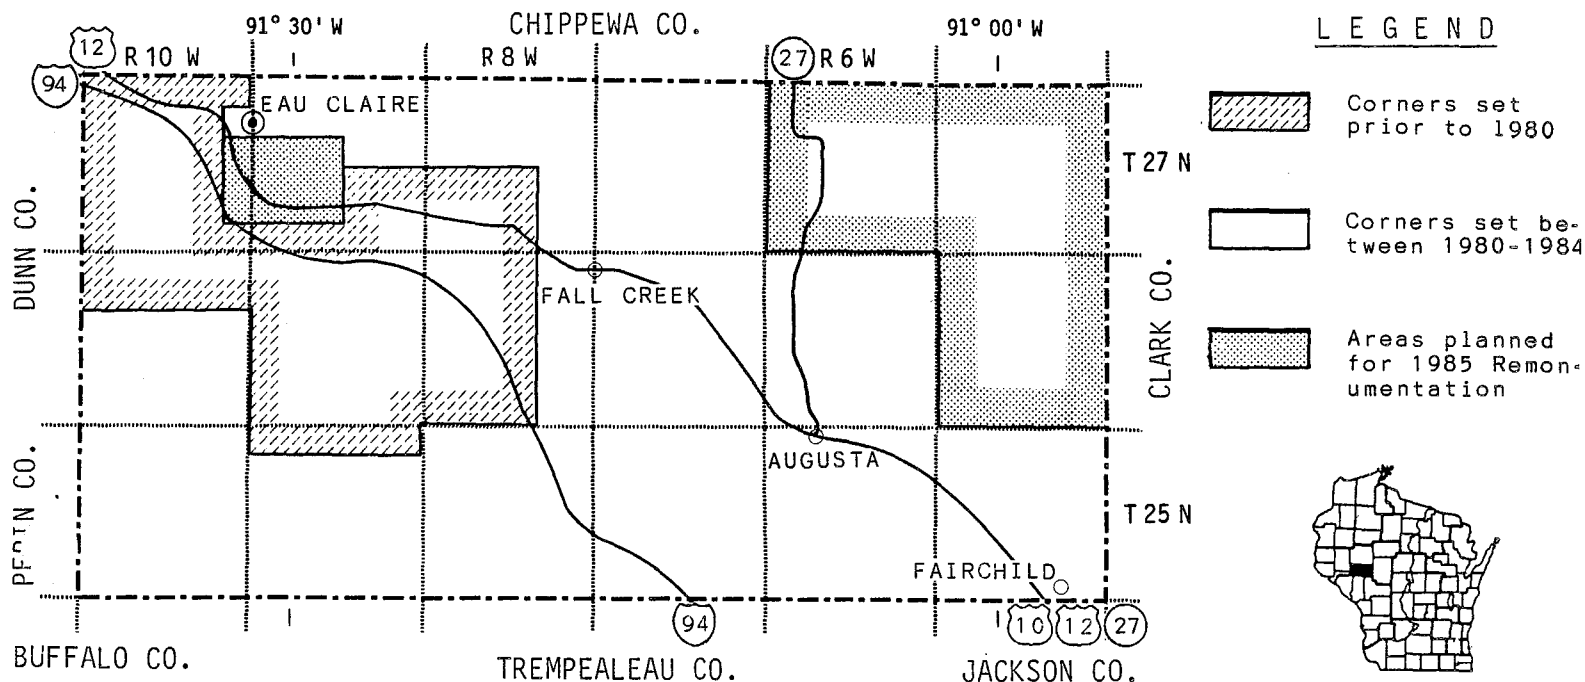 CHIPPEWA CO.
91° 30' W
91° 00' W
L E G E N D
12
R 10 W
R 8 W
27
R 6 W
94
EAU CLAIRE
Corners set
prior to 1980
T 27 N
DUNN CO.
Corners set be-
tween 1980-1984
FALL CREEK
CLARK CO.
Areas planned
for 1985 Remon-
umentation
AUGUSTA
CO.
T 25 N
FAIRCHILD
94
10
12
27
BUFFALO CO.
TREMPEALEAU CO.
JACKSON CO.